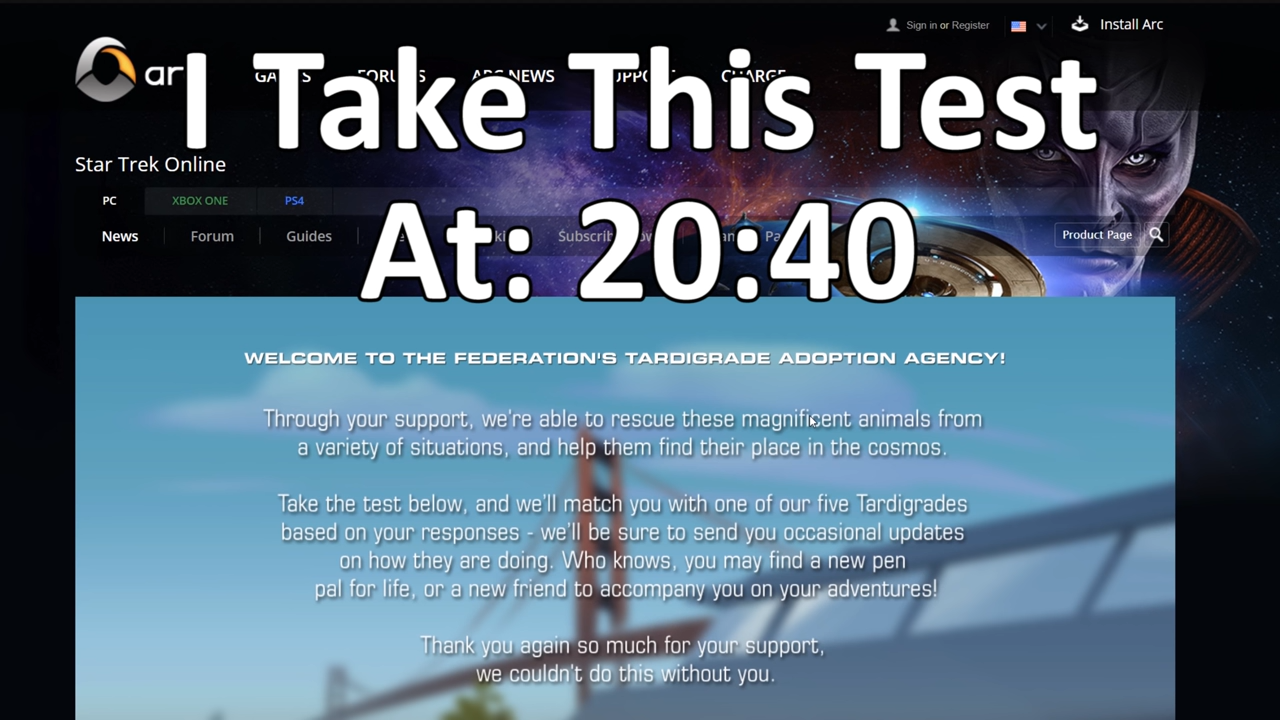 Sign in or Register
Install Arc
I Take This Test
Star Trek Online
PC XBOX ONE PS4
At: 20:40
News Forum Guides
Product Page
WELCOME TO THE FEDERATION'S TARDIGRADE ADOPTION AGENCY!
Through your support, we're able to rescue these magnificent animals from
a variety of situations, and help them find their place in the cosmos.
Take the test below, and we'll match you with one of our five Tardigrades
based on your responses - we'll be sure to send you occasional updates
on how they are doing. Who knows, you may find a new pen
pal for life, or a new friend to accompany you on your adventures!
Thank you again so much for your support,
we couldn't do this without you.